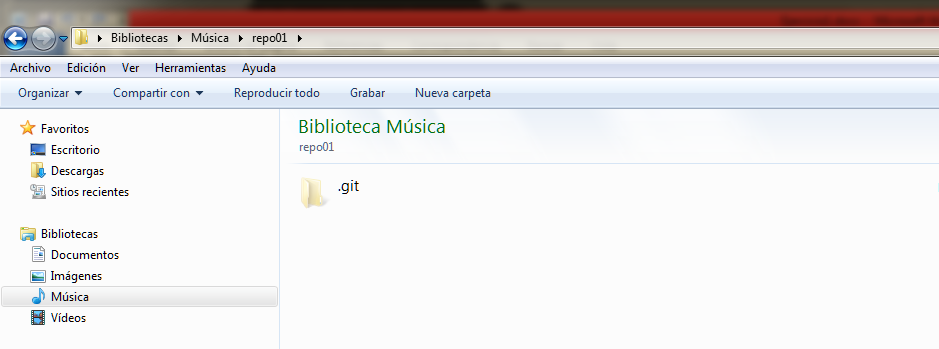 Bibliotecas Música repo01
Archivo Edición Ver Herramientas Ayuda
Organizar Compartir con Reproducir todo Grabar Nueva carpeta
Favoritos
Escritorio
Descargas
Sitios recientes
Bibliotecas
Documentos
Imágenes
Música
Vídeos
Biblioteca Música
repo01
.git